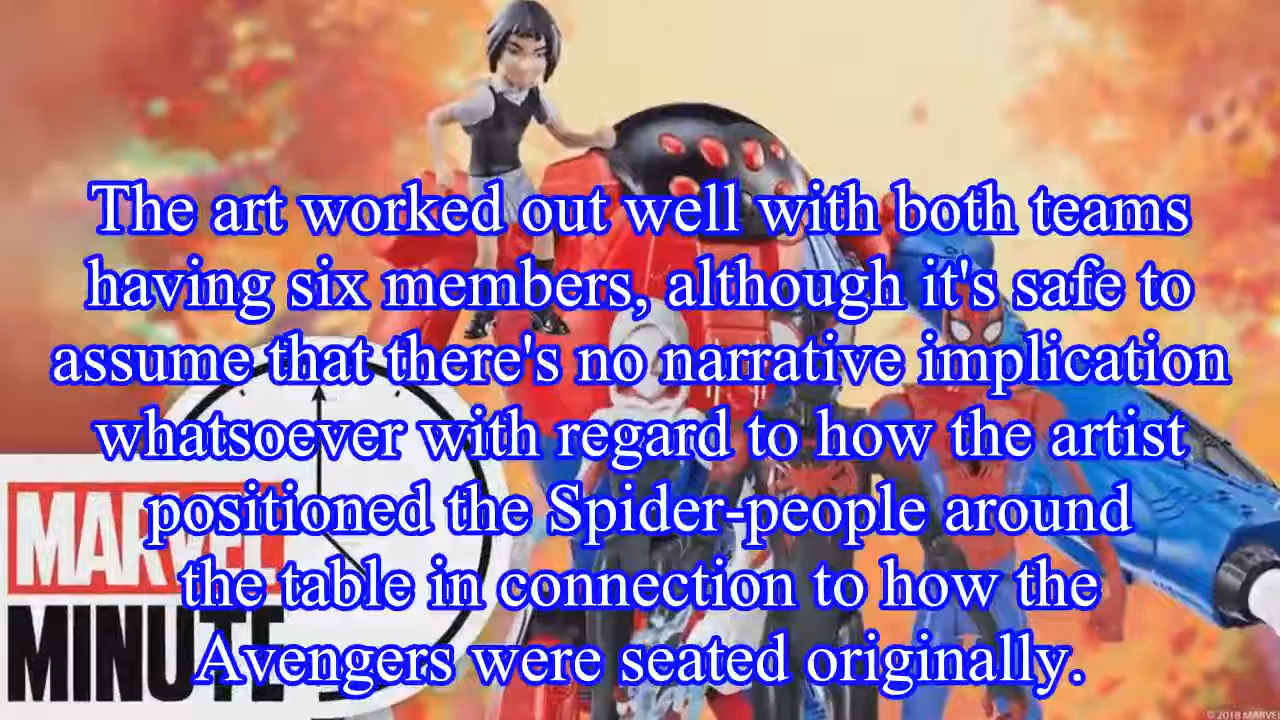 The art worked out well with both teams
having six members, although it's safe to
assume that there's no narrative implication
whatsoever with regard to how the artist
positioned the Spider-people around
the table in connection to how the
Avengers were seated originally.
MARVEL
MINUTE
© 2018 MARVEL